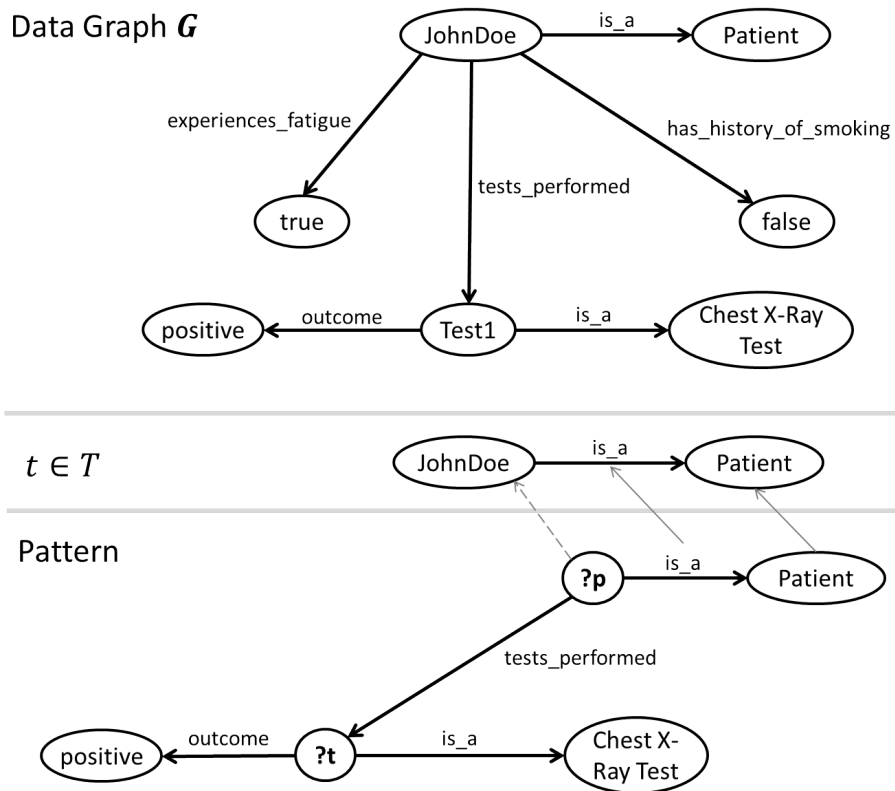 Data Graph G
JohnDoe
is_a
Patient
experiences_fatigue
has_history_of_smoking
tests_performed
true
false
positive
outcome
Test1
is_a
Chest X-Ray
Test
t ∈ T
JohnDoe
is_a
Patient
Pattern
?p
is_a
Patient
tests_performed
positive
outcome
?t
is_a
Chest X-
Ray Test